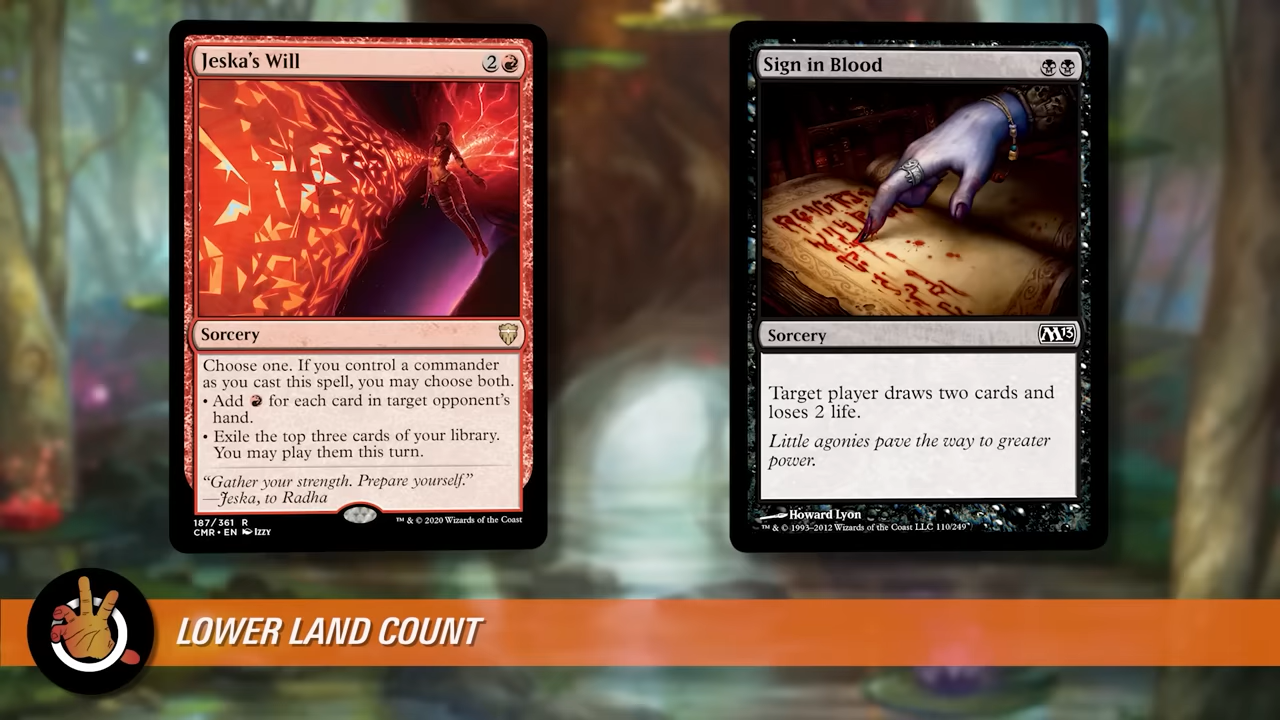 Jeska's Will 2
Sorcery
Choose one. If you control a commander
as you cast this spell, you may choose both.
• Add for each card in target opponent's
hand.
• Exile the top three cards of your library.
You may play them this turn.
"Gather your strength. Prepare yourself."
—Jeska, to Radha
187/361 R
CMR • EN IZZY
™ & © 2020 Wizards of the Coast
Sign in Blood
Sorcery M13
Target player draws two cards and
loses 2 life.
Little agonies pave the way to greater
power.
Howard Lyon
™ & © 1993–2012 Wizards of the Coast LLC 110/249
LOWER LAND COUNT